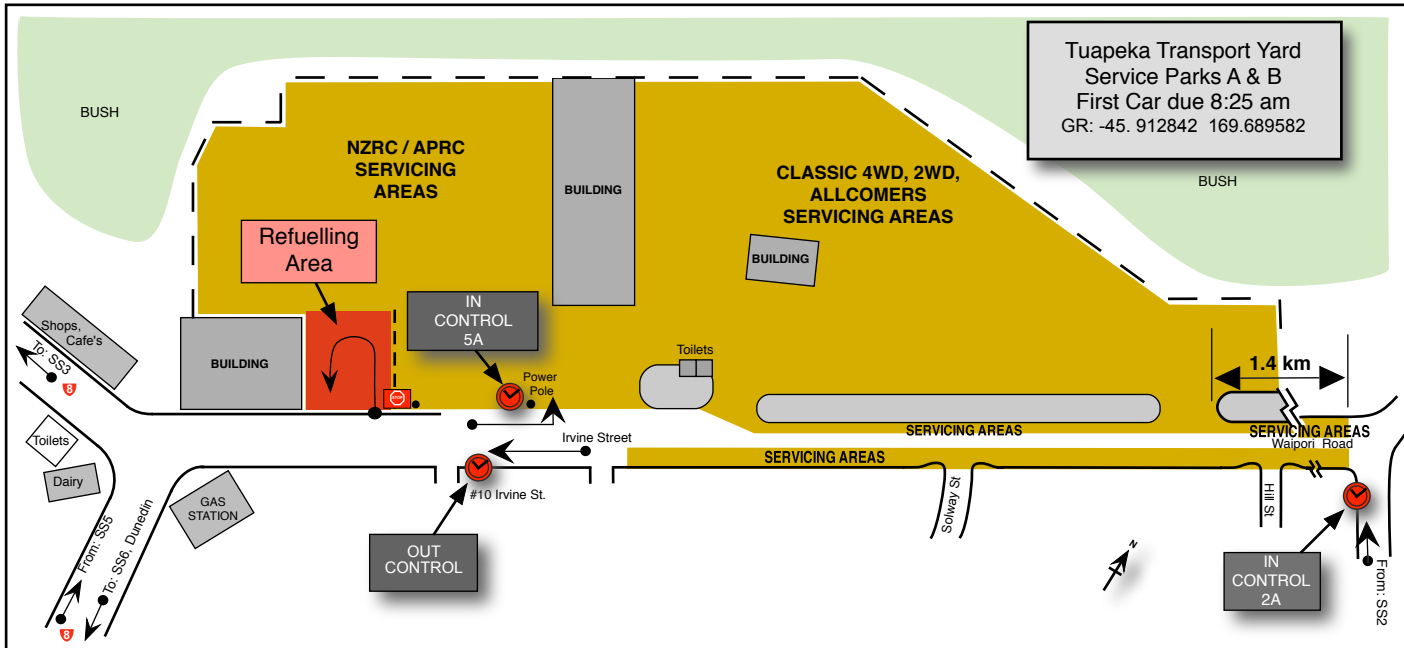 Tuapeka Transport Yard
Service Parks A & B
First Car due 8:25 am
GR: -45. 912842  169.689582
BUSH
BUSH
NZRC / APRC
SERVICING
AREAS
BUILDING
CLASSIC 4WD, 2WD,
ALLCOMERS
SERVICING AREAS
BUILDING
Refuelling
Area
IN
CONTROL
5A
Shops,
Cafe's
To: SS3
8
BUILDING
STOP
Power
Pole
Toilets
1.4 km
Irvine Street
SERVICING AREAS
SERVICING AREAS
Waipori Road
SERVICING AREAS
Toilets
Dairy
GAS
STATION
#10 Irvine St.
Solway St
Hill St
From: SS5
To: SS6, Dunedin
8
OUT
CONTROL
N
IN
CONTROL
2A
From: SS2